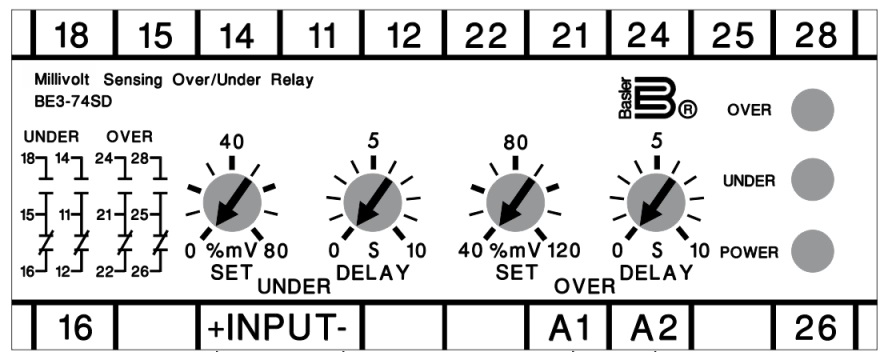 18 15 14 11 12 22 21 24 25 28
Millivolt Sensing Over/Under Relay
BE3-74SD
Basler B ®
OVER
UNDER
POWER
UNDER OVER
18 14 24 28
15 11 21 25
16 12 22 26
40 5 80 5
0 %mV 80 0 S 10 40 %mV 120 0 S 10
SET DELAY SET DELAY
UNDER OVER
16 +INPUT- A1 A2 26